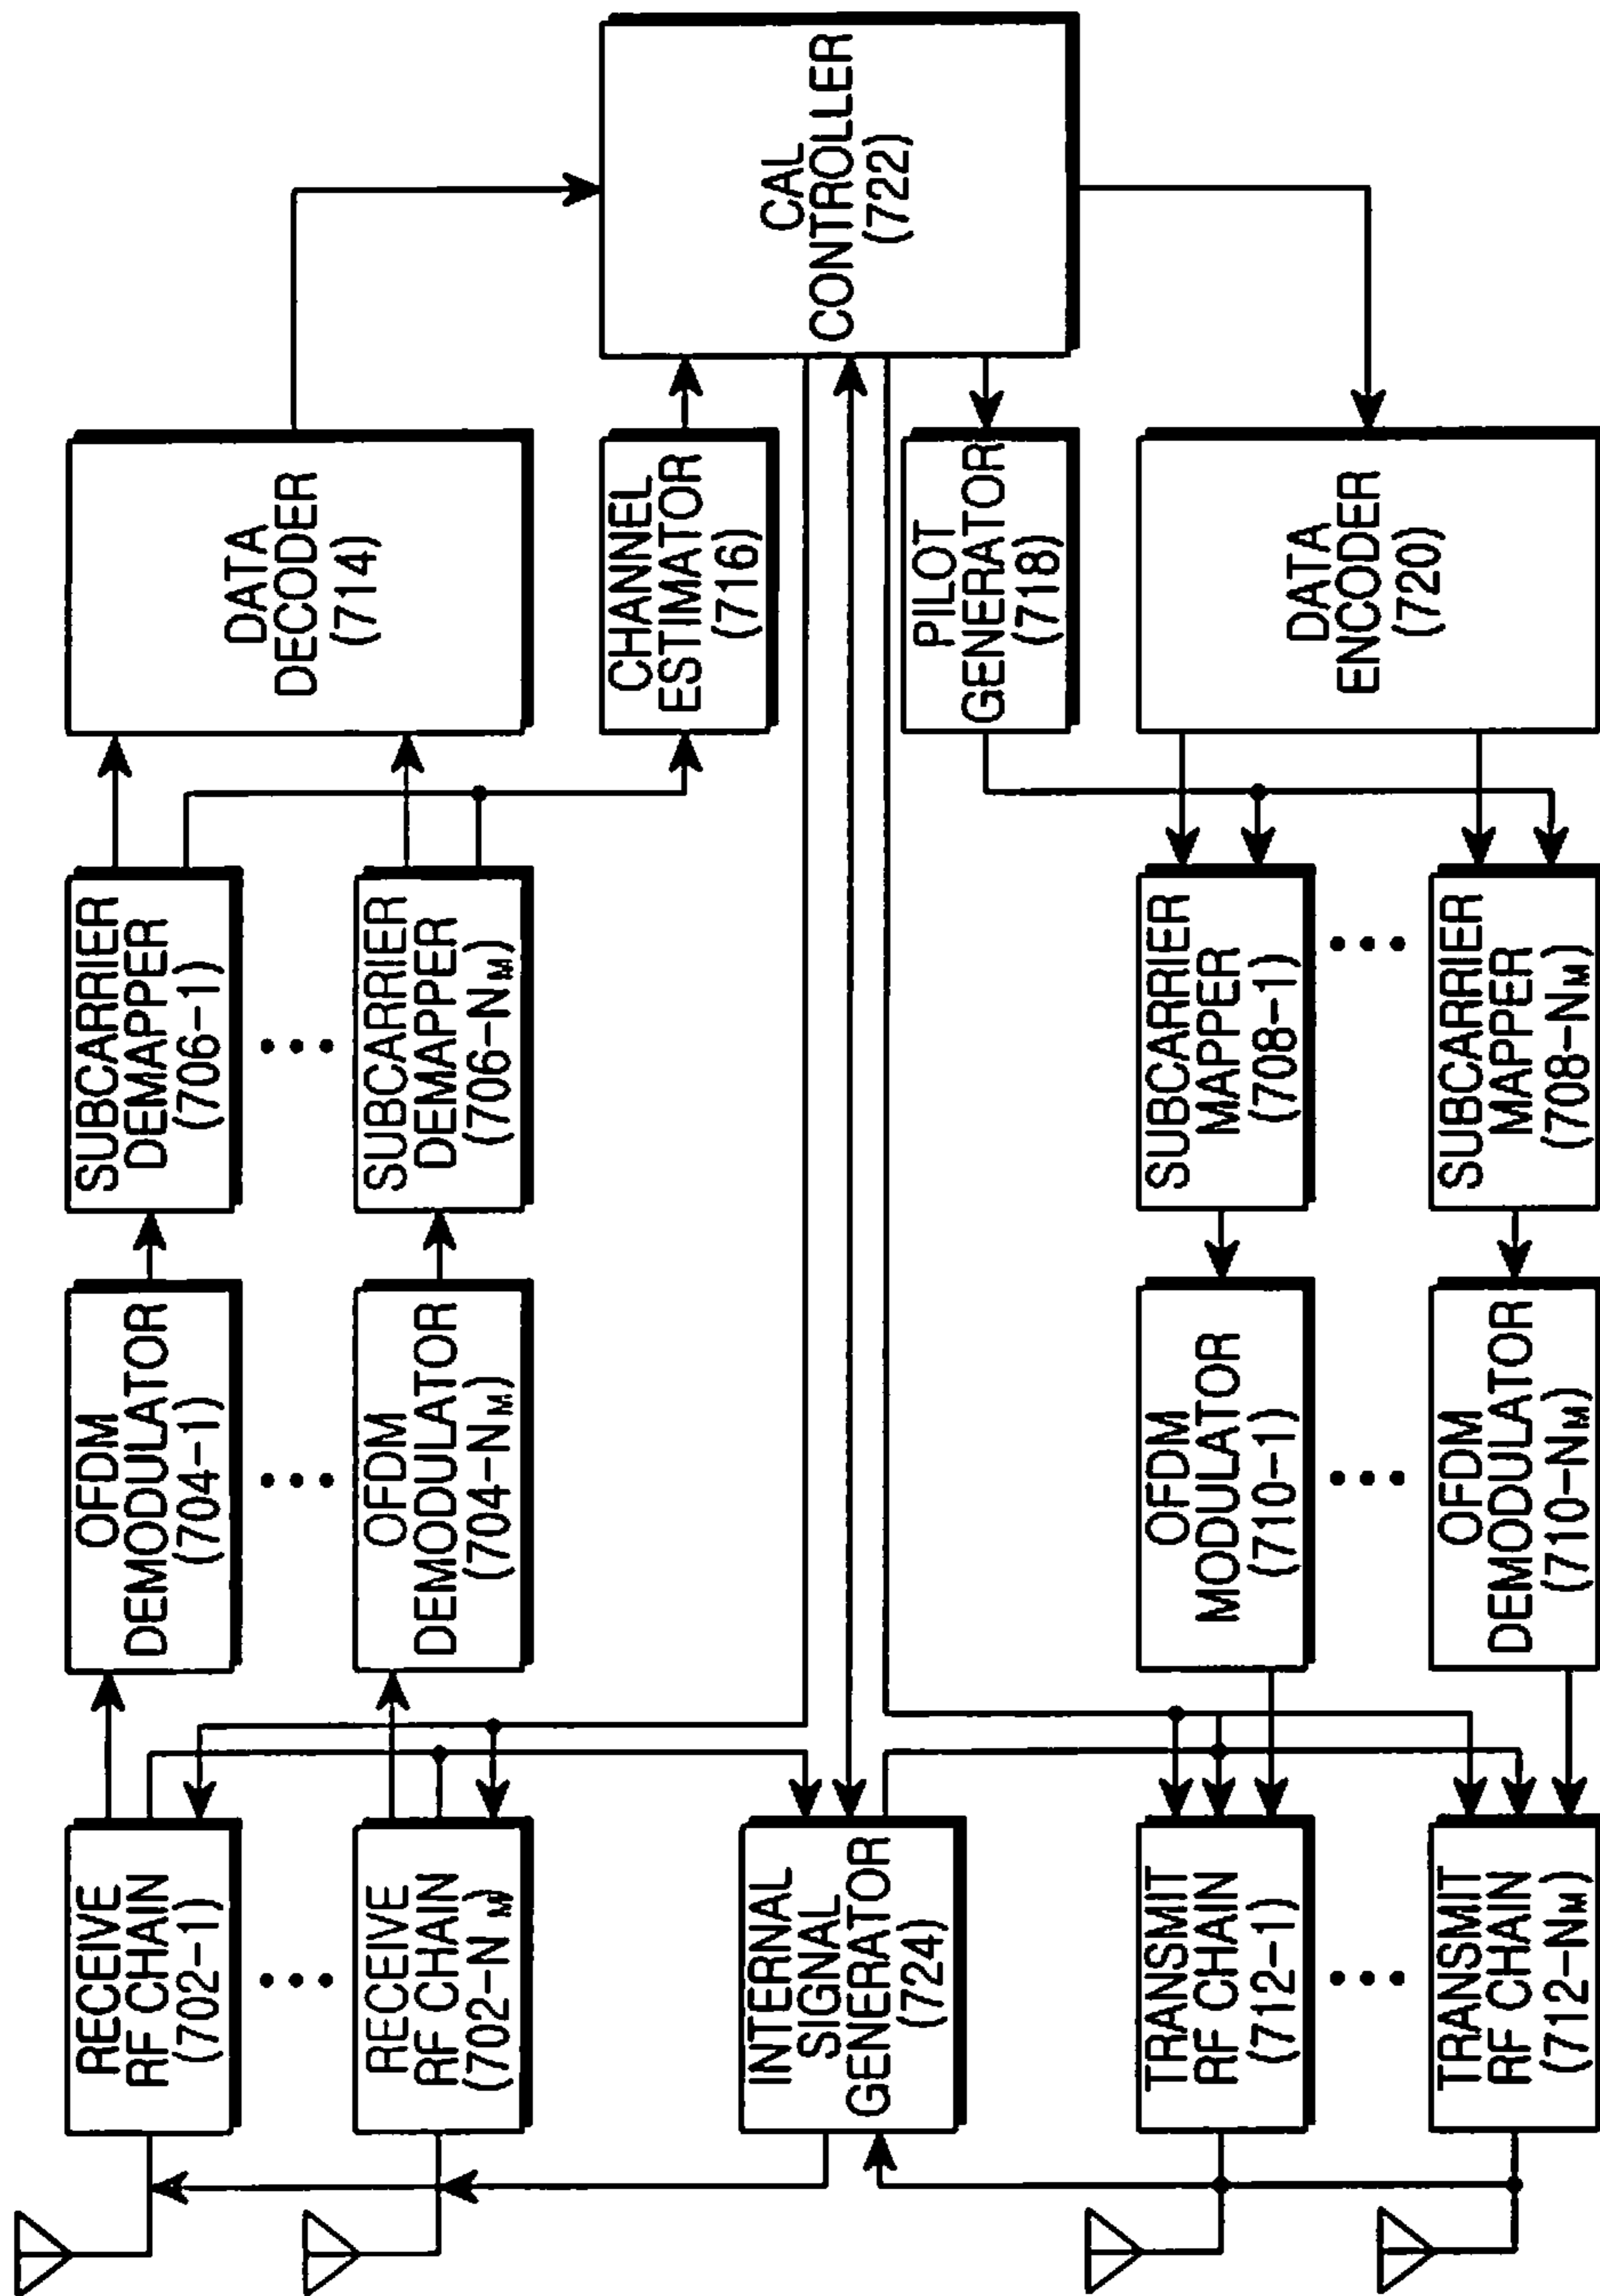 RECEIVE
RF CHAIN
(702-1)
OFDM
DEMODULATOR
(704-1)
SUBCARRIER
DEMAPPER
(706-1)
DATA
DECODER
(714)
RECEIVE
RF CHAIN
(702-N M)
OFDM
DEMODULATOR
(704-NM)
SUBCARRIER
DEMAPPER
(706-NM)
CHANNEL
ESTIMATOR
(716)
CAL
CONTROLLER
(722)
INTERNAL
SIGNAL
GENERATOR
(724)
PILOT
GENERATOR
(718)
TRANSMIT
RF CHAIN
(712-1)
OFDM
MODULATOR
(710-1)
SUBCARRIER
MAPPER
(708-1)
DATA
ENCODER
(720)
TRANSMIT
RF CHAIN
(712-NM)
OFDM
DEMODULATOR
(710-NM)
SUBCARRIER
MAPPER
(708-NM)